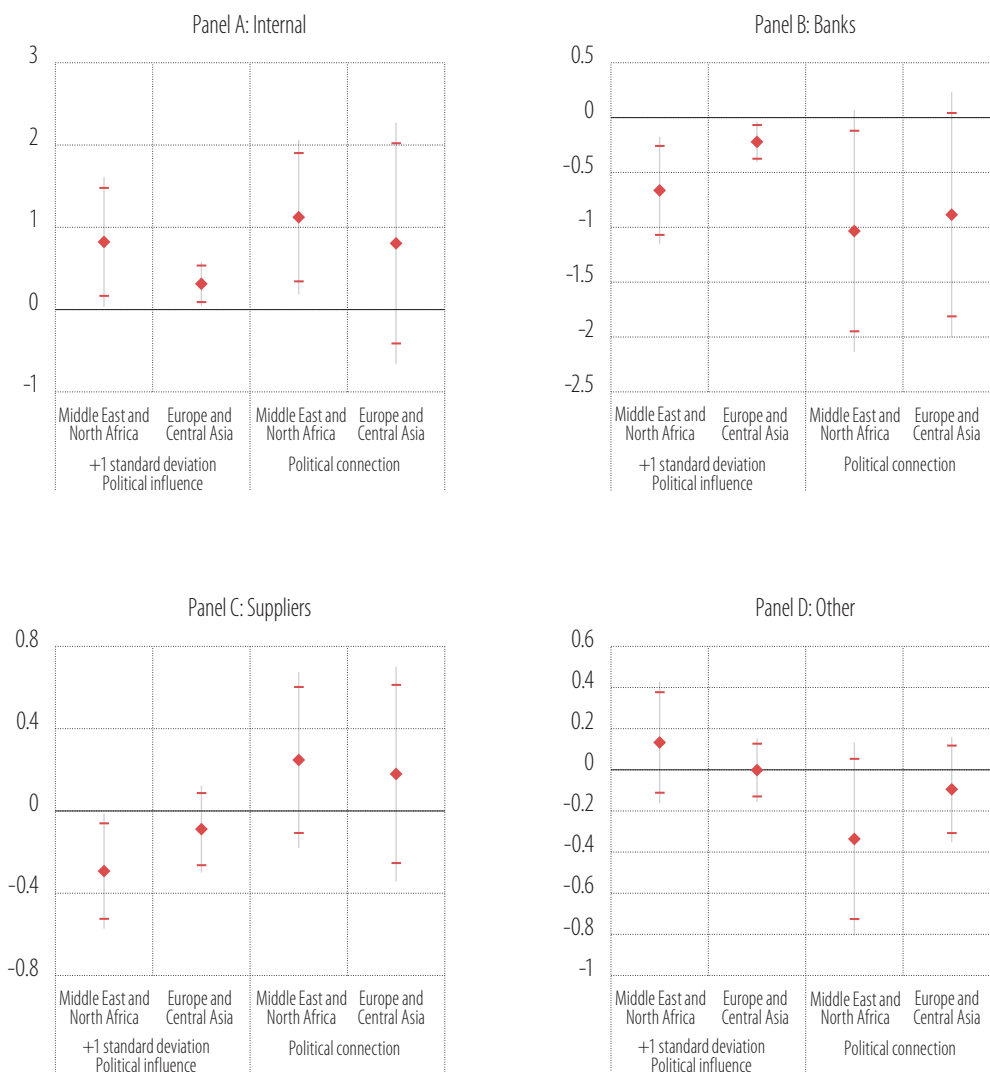 Panel A: Internal
3
2
1
0
-1
Middle East and North Africa
Europe and Central Asia
Middle East and North Africa
Europe and Central Asia
+1 standard deviation
Political influence
Political connection
Panel B: Banks
0.5
0
-0.5
-1
-1.5
-2
-2.5
Middle East and North Africa
Europe and Central Asia
Middle East and North Africa
Europe and Central Asia
+1 standard deviation
Political influence
Political connection
Panel C: Suppliers
0.8
0.4
0
-0.4
-0.8
Middle East and North Africa
Europe and Central Asia
Middle East and North Africa
Europe and Central Asia
+1 standard deviation
Political influence
Political connection
Panel D: Other
0.6
0.4
0.2
0
-0.2
-0.4
-0.6
-0.8
-1
Middle East and North Africa
Europe and Central Asia
Middle East and North Africa
Europe and Central Asia
+1 standard deviation
Political influence
Political connection